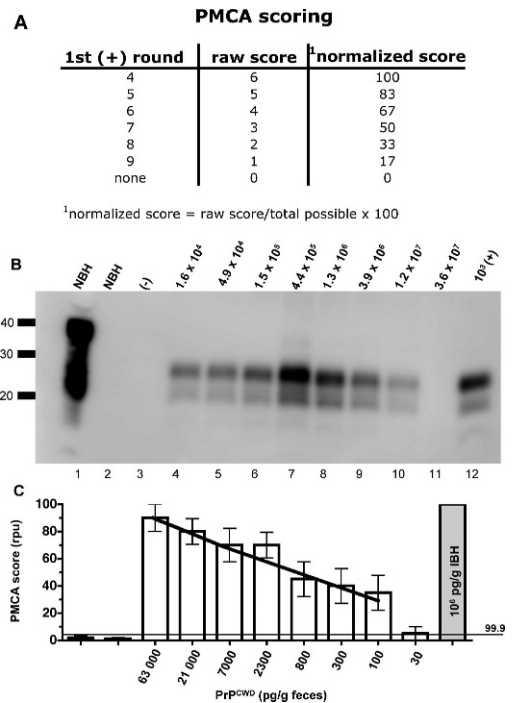 A
PMCA scoring
1st (+) round raw score ¹normalized score
4 6 100
5 5 83
6 4 67
7 3 50
8 2 33
9 1 17
none 0 0
¹normalized score = raw score/total possible x 100
B
NBH NBH (-) 1.6 x 10⁴ 4.9 x 10⁴ 1.5 x 10⁵ 4.4 x 10⁵ 1.3 x 10⁶ 3.9 x 10⁶ 1.2 x 10⁷ 3.6 x 10⁷ (+)
40
30
20
1 2 3 4 5 6 7 8 9 10 11 12
C
PMCA score (rpu)
100
80
60
40
20
0
10⁶ pg/g IBH
99.9
63 000 21 000 7000 2300 800 300 100 30
PrPᶜᵂᴰ (pg/g feces)